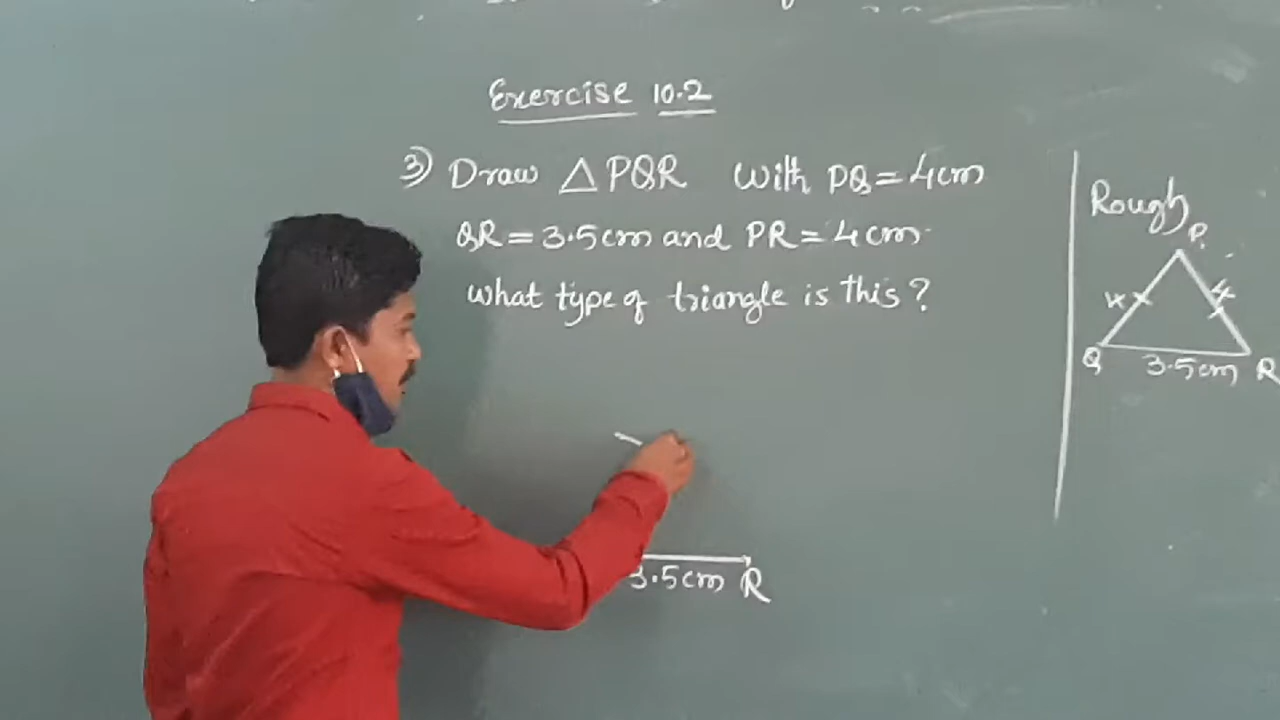 Exercise 10.2
3) Draw △PQR with PQ = 4cm
QR = 3.5cm and PR = 4cm.
what type of triangle is this?
Rough
P
4
4
Q
3.5cm
R
3.5cm R